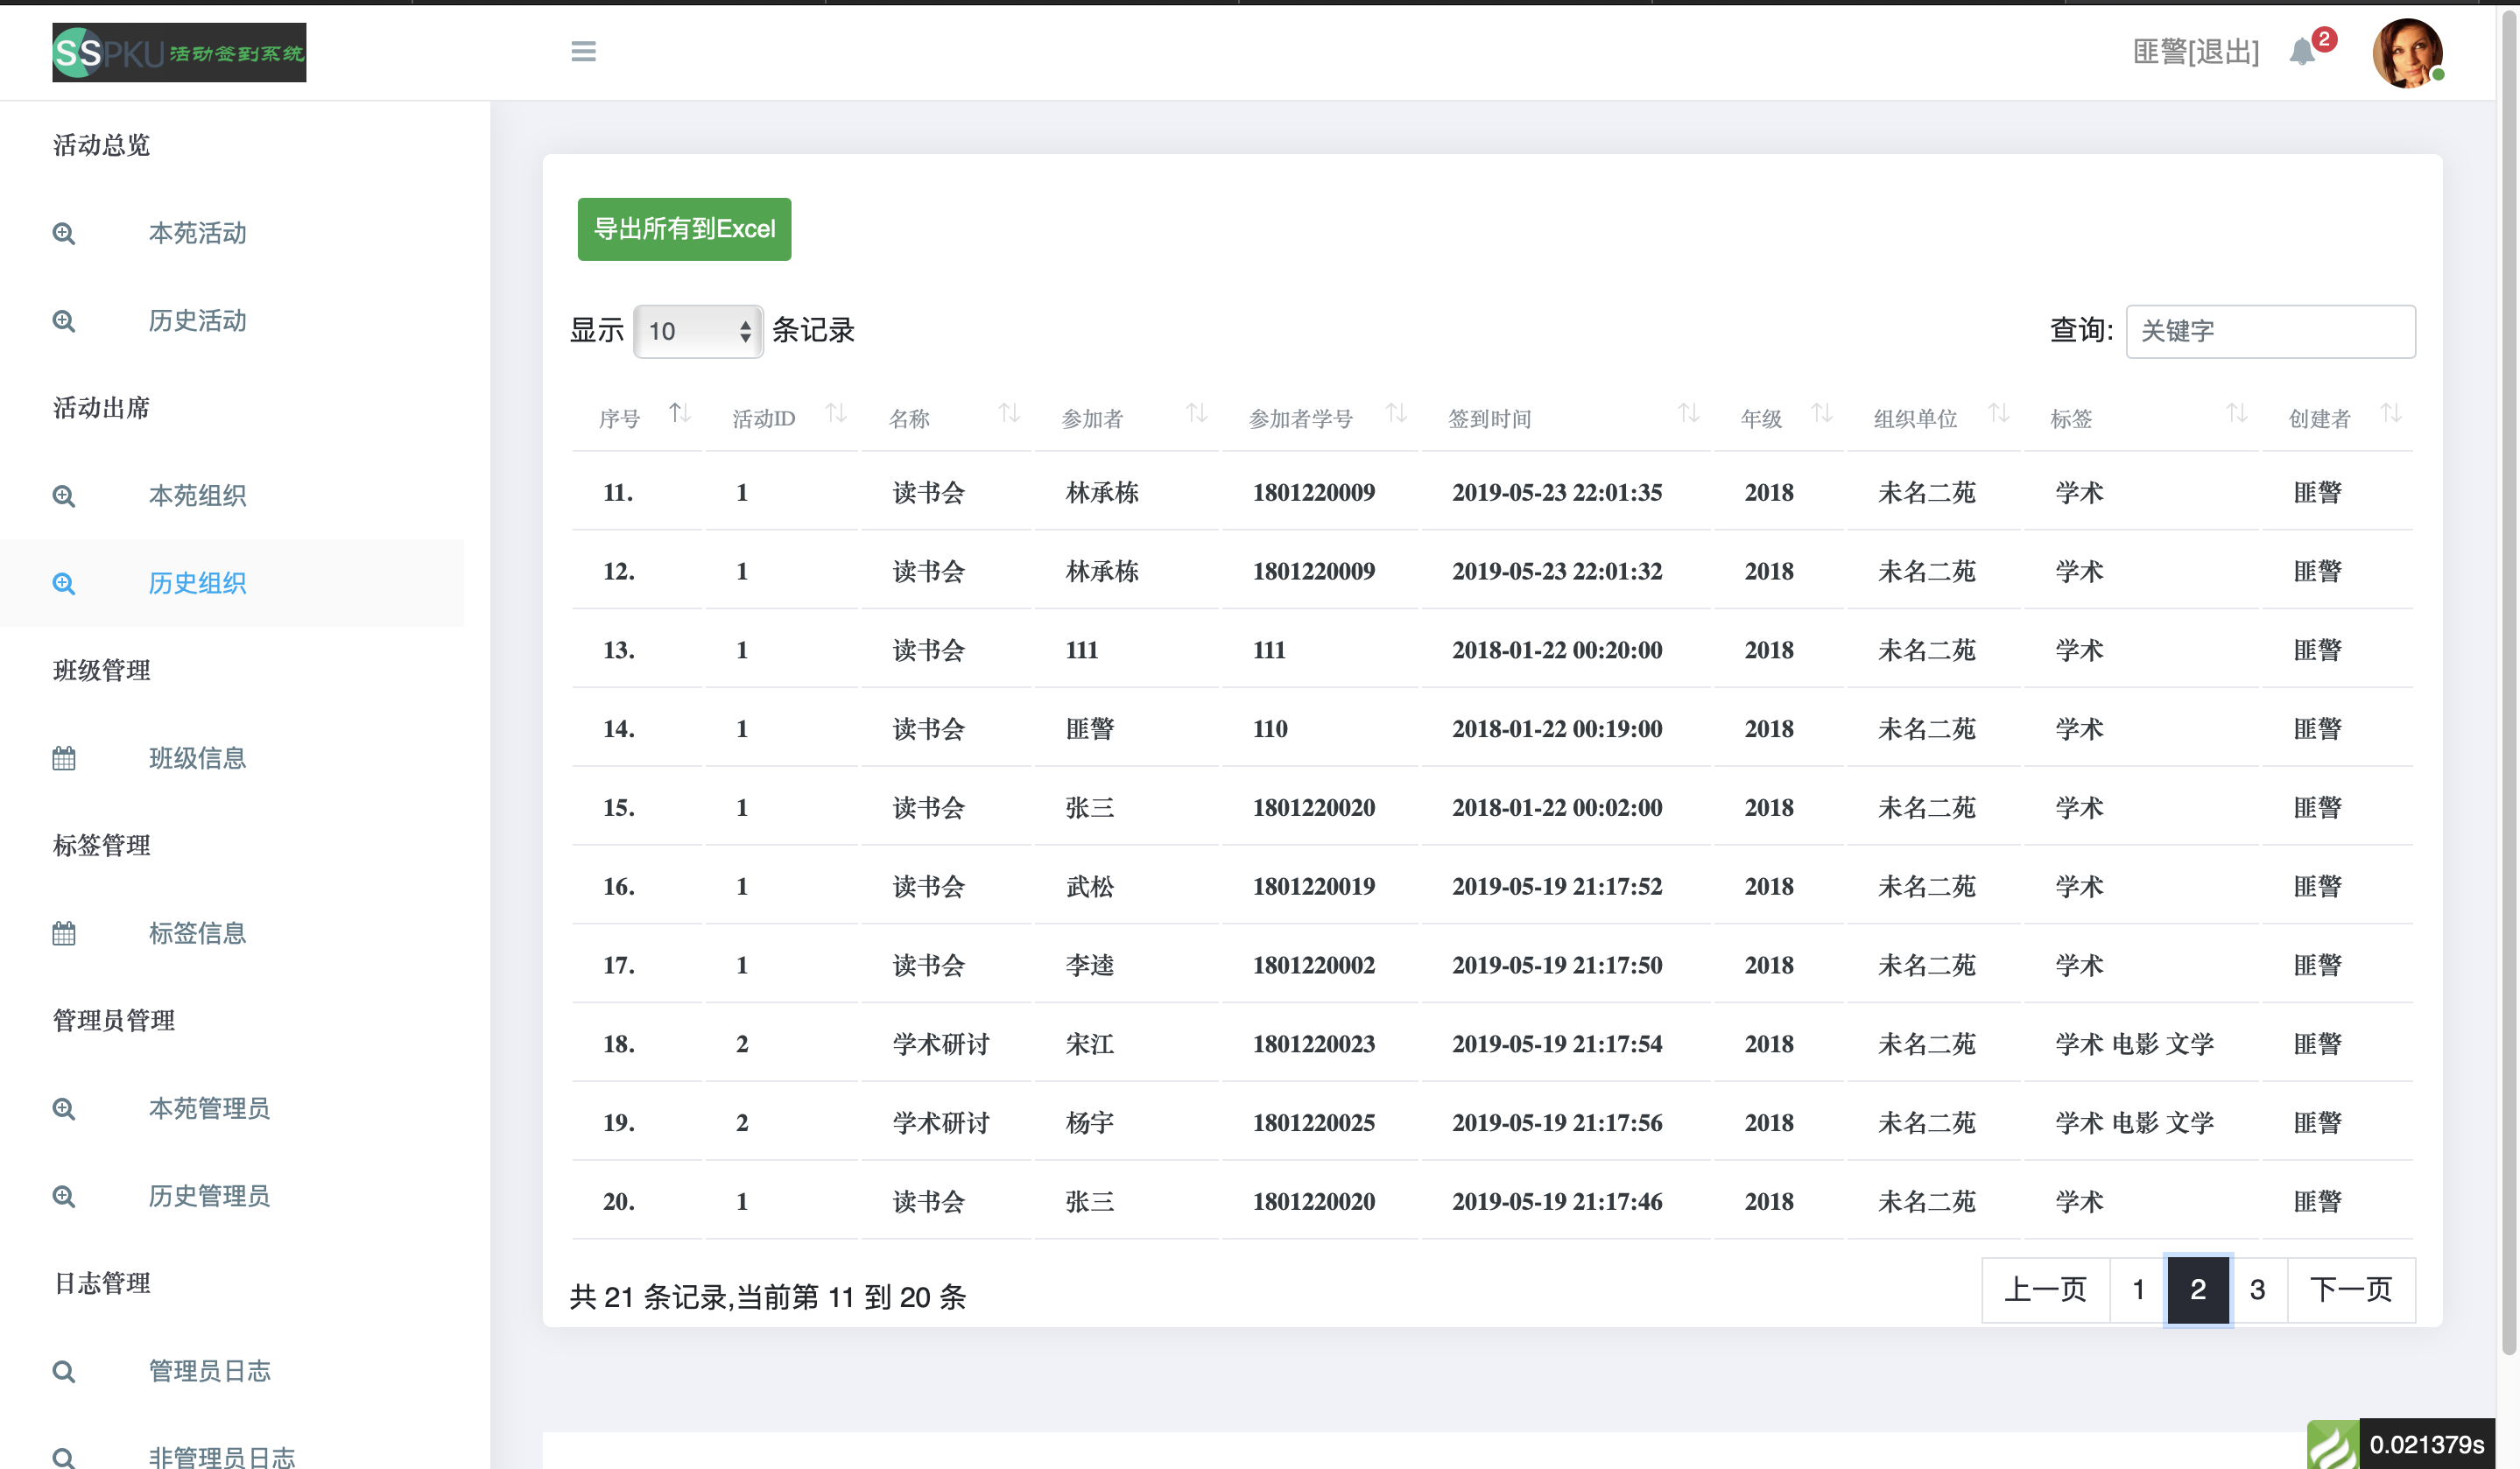 SSPKU 活动签到系统
匪警[退出]
2
活动总览
本苑活动
历史活动
活动出席
本苑组织
历史组织
班级管理
班级信息
标签管理
标签信息
管理员管理
本苑管理员
历史管理员
日志管理
管理员日志
非管理员日志
导出所有到Excel
显示 10 条记录
查询: 关键字
序号 活动ID 名称 参加者 参加者学号 签到时间 年级 组织单位 标签 创建者
11. 1 读书会 林承栋 1801220009 2019-05-23 22:01:35 2018 未名二苑 学术 匪警
12. 1 读书会 林承栋 1801220009 2019-05-23 22:01:32 2018 未名二苑 学术 匪警
13. 1 读书会 111 111 2018-01-22 00:20:00 2018 未名二苑 学术 匪警
14. 1 读书会 匪警 110 2018-01-22 00:19:00 2018 未名二苑 学术 匪警
15. 1 读书会 张三 1801220020 2018-01-22 00:02:00 2018 未名二苑 学术 匪警
16. 1 读书会 武松 1801220019 2019-05-19 21:17:52 2018 未名二苑 学术 匪警
17. 1 读书会 李逵 1801220002 2019-05-19 21:17:50 2018 未名二苑 学术 匪警
18. 2 学术研讨 宋江 1801220023 2019-05-19 21:17:54 2018 未名二苑 学术 电影 文学 匪警
19. 2 学术研讨 杨宇 1801220025 2019-05-19 21:17:56 2018 未名二苑 学术 电影 文学 匪警
20. 1 读书会 张三 1801220020 2019-05-19 21:17:46 2018 未名二苑 学术 匪警
共 21 条记录,当前第 11 到 20 条
上一页 1 2 3 下一页
0.021379s